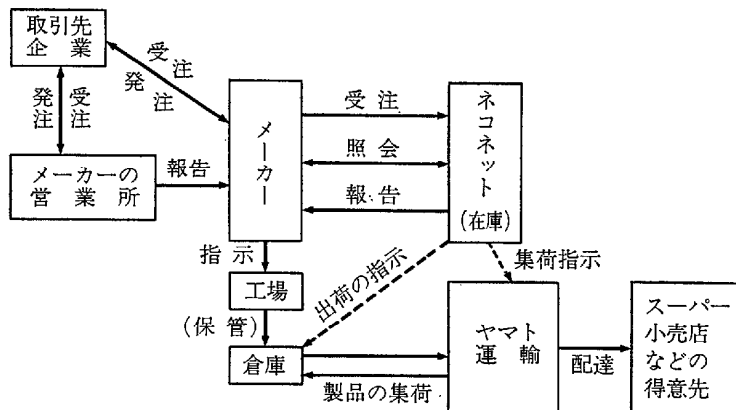 取引先
企業
受注
発注
発注
受注
メーカーの
営業所
報告
メーカー
受注
照会
報告
ネコネット
(在庫)
指示
工場
(保管)
倉庫
出荷の指示
集荷指示
製品の集荷
ヤマト
運輸
配達
スーパー
小売店
などの
得意先